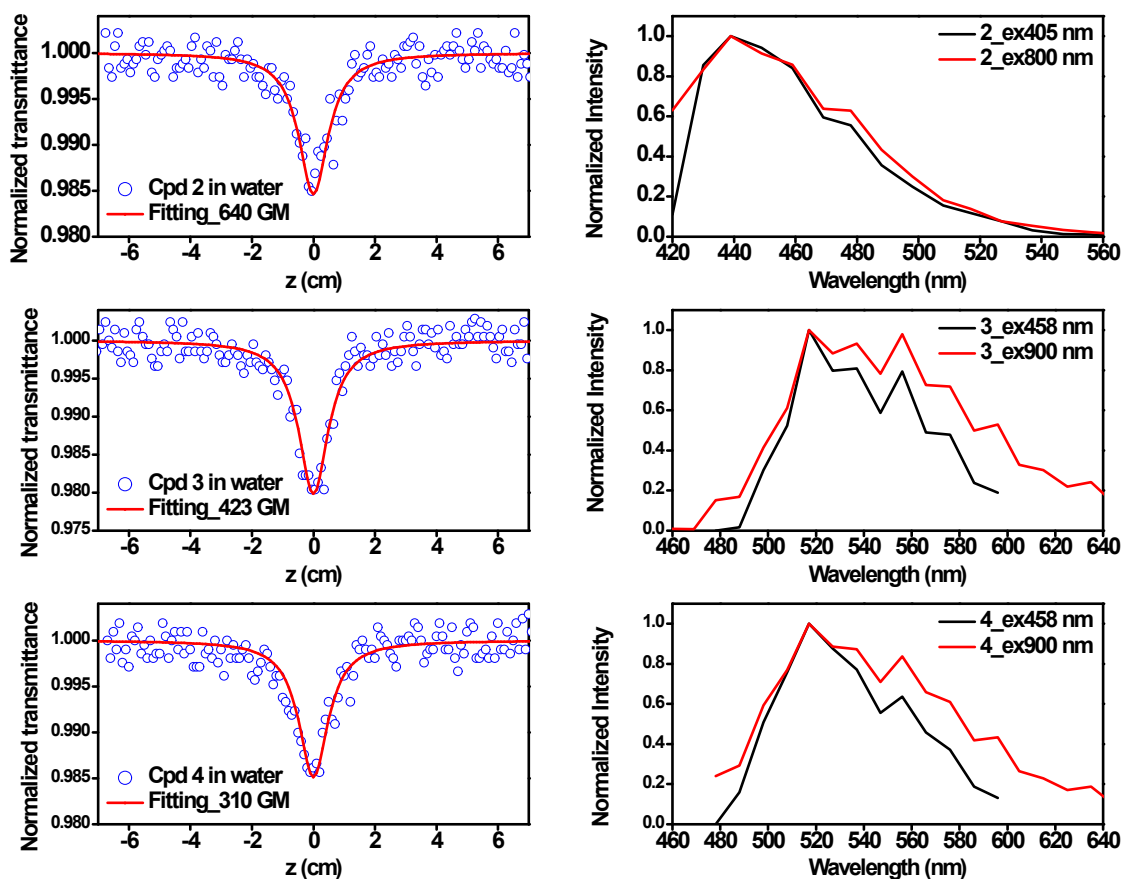 Normalized transmittance
1.000
0.995
0.990
0.985
0.980
Cpd 2 in water
Fitting_640 GM
-6 -4 -2 0 2 4 6
z (cm)
Normalized Intensity
1.0
0.8
0.6
0.4
0.2
0.0
2_ex405 nm
2_ex800 nm
420 440 460 480 500 520 540 560
Wavelength (nm)
Normalized transmittance
1.000
0.995
0.990
0.985
0.980
0.975
Cpd 3 in water
Fitting_423 GM
-6 -4 -2 0 2 4 6
z (cm)
Normalized Intensity
1.0
0.8
0.6
0.4
0.2
0.0
3_ex458 nm
3_ex900 nm
460 480 500 520 540 560 580 600 620 640
Wavelength (nm)
Normalized transmittance
1.000
0.995
0.990
0.985
0.980
Cpd 4 in water
Fitting_310 GM
-6 -4 -2 0 2 4 6
z (cm)
Normalized Intensity
1.0
0.8
0.6
0.4
0.2
0.0
4_ex458 nm
4_ex900 nm
460 480 500 520 540 560 580 600 620 640
Wavelength (nm)